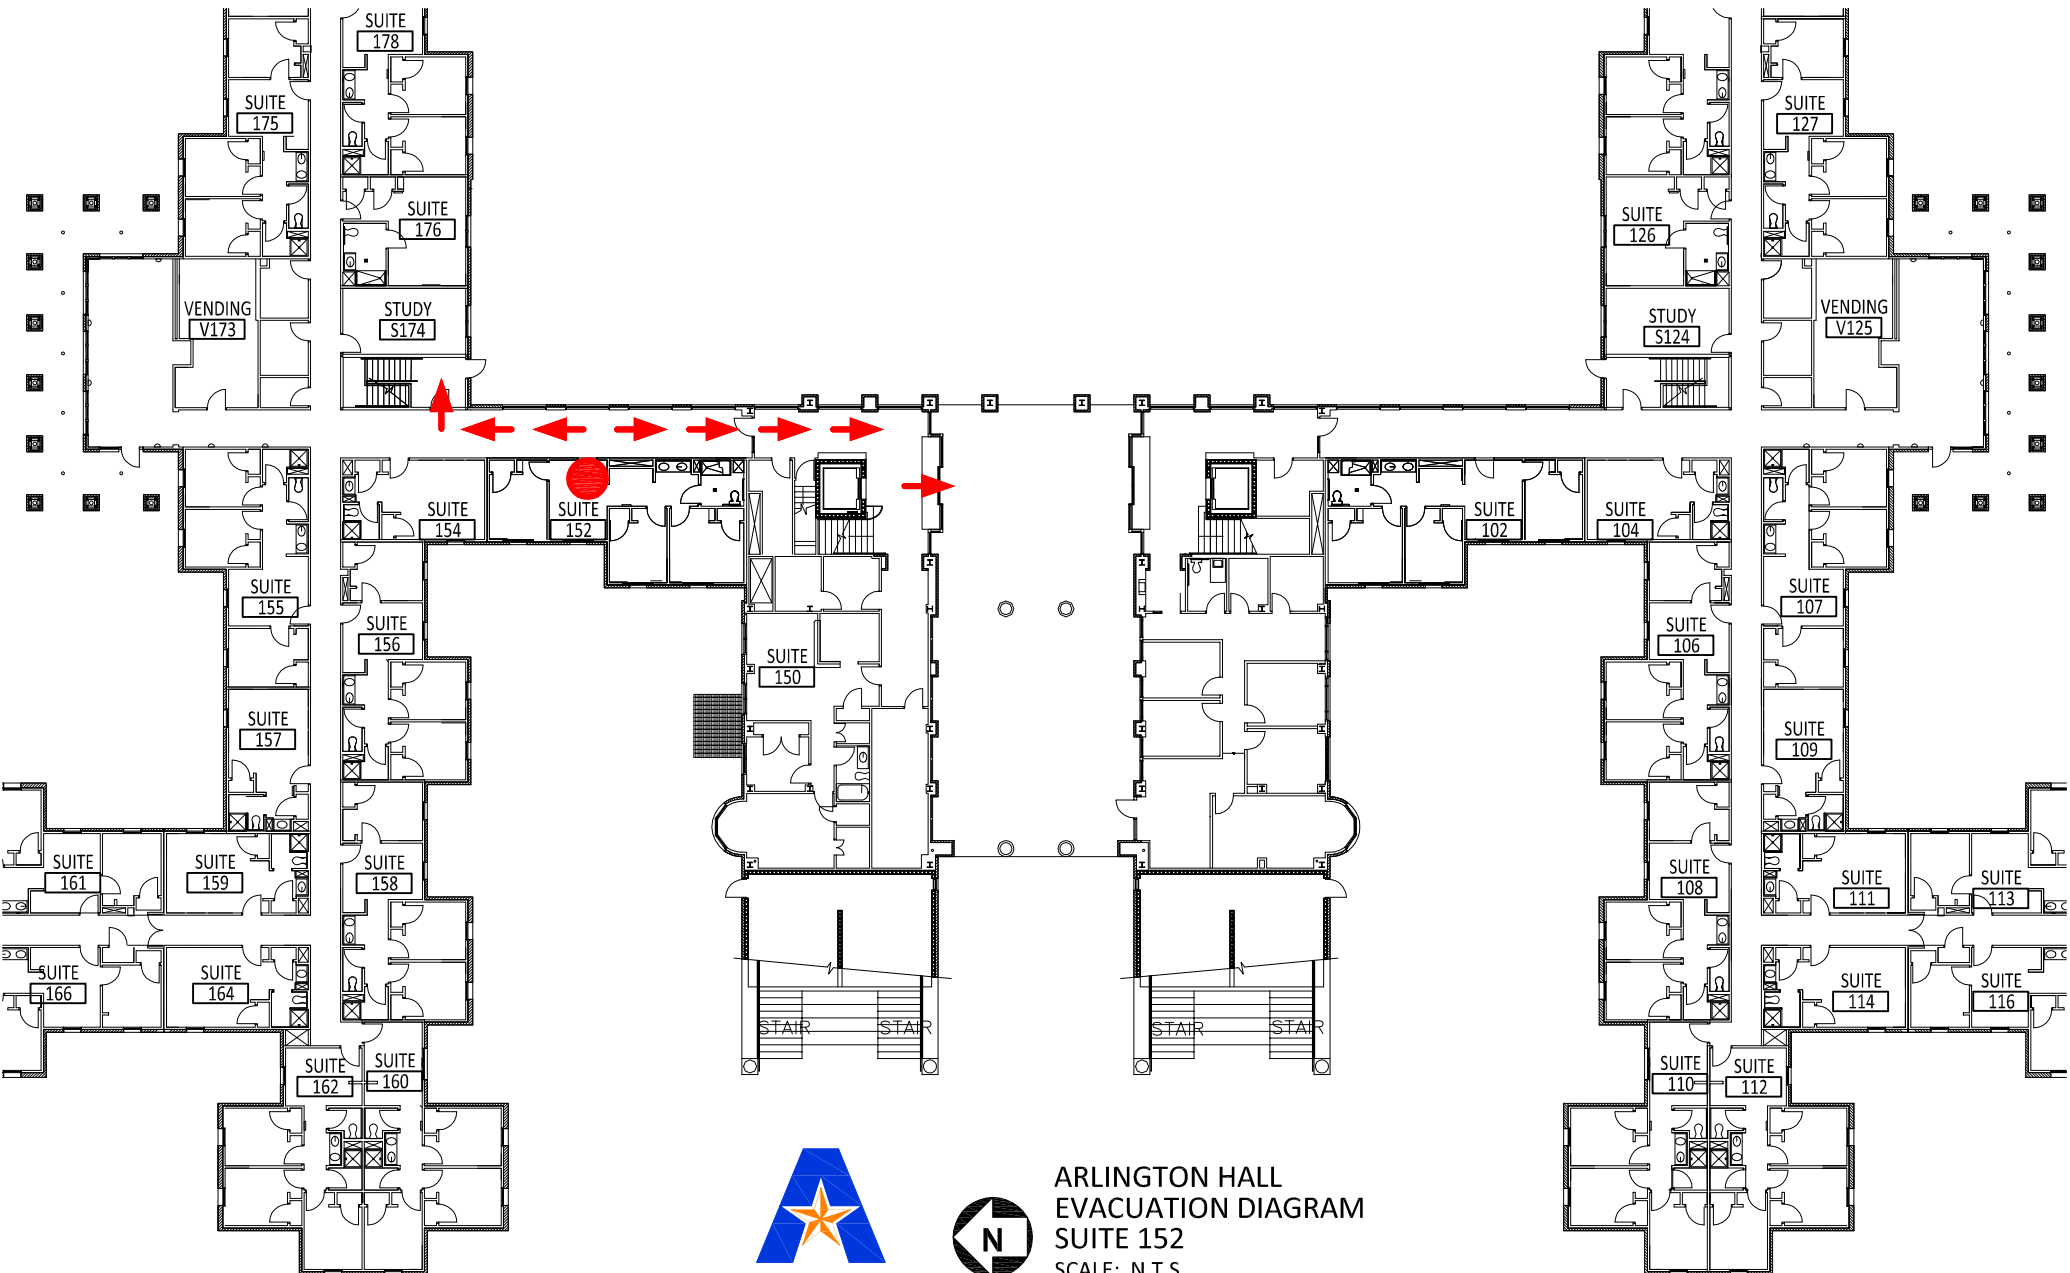 SUITE
178
SUITE
175
SUITE
127
SUITE
176
SUITE
126
VENDING
V173
STUDY
S174
STUDY
S124
VENDING
V125
SUITE
154
SUITE
152
SUITE
102
SUITE
104
SUITE
155
SUITE
107
SUITE
156
SUITE
106
SUITE
150
SUITE
157
SUITE
109
SUITE
161
SUITE
159
SUITE
158
SUITE
108
SUITE
111
SUITE
113
SUITE
166
SUITE
164
SUITE
114
SUITE
116
STAIR STAIR STAIR STAIR
SUITE
162
SUITE
160
SUITE
110
SUITE
112
A
N
ARLINGTON HALL
EVACUATION DIAGRAM
SUITE 152
SCALE: N.T.S.